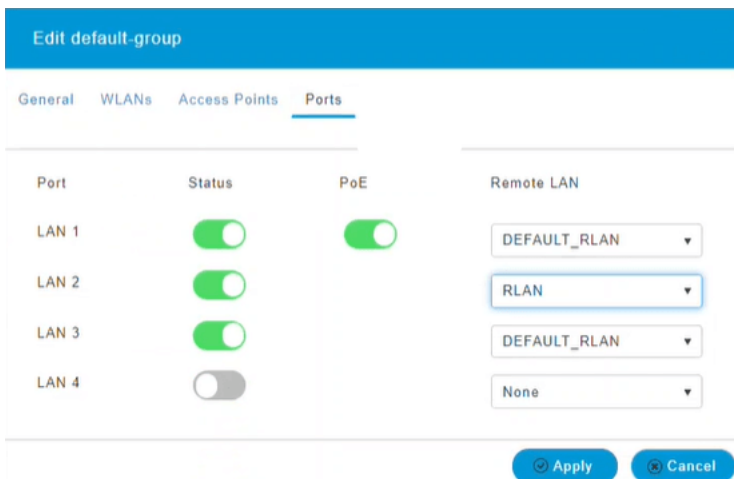 Edit default-group
General WLANs Access Points Ports
Port Status PoE Remote LAN
LAN 1 DEFAULT_RLAN
LAN 2 RLAN
LAN 3 DEFAULT_RLAN
LAN 4 None
Apply Cancel